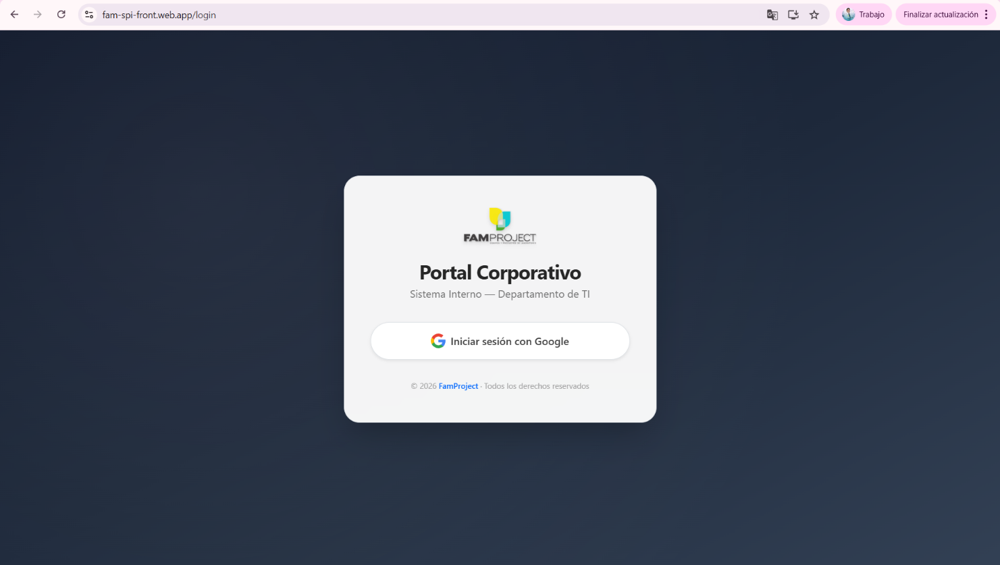 fam-spi-front.web.app/login
Trabajo
Finalizar actualización
FAMPROJECT
Portal Corporativo
Sistema Interno — Departamento de TI
Iniciar sesión con Google
© 2026 FamProject · Todos los derechos reservados